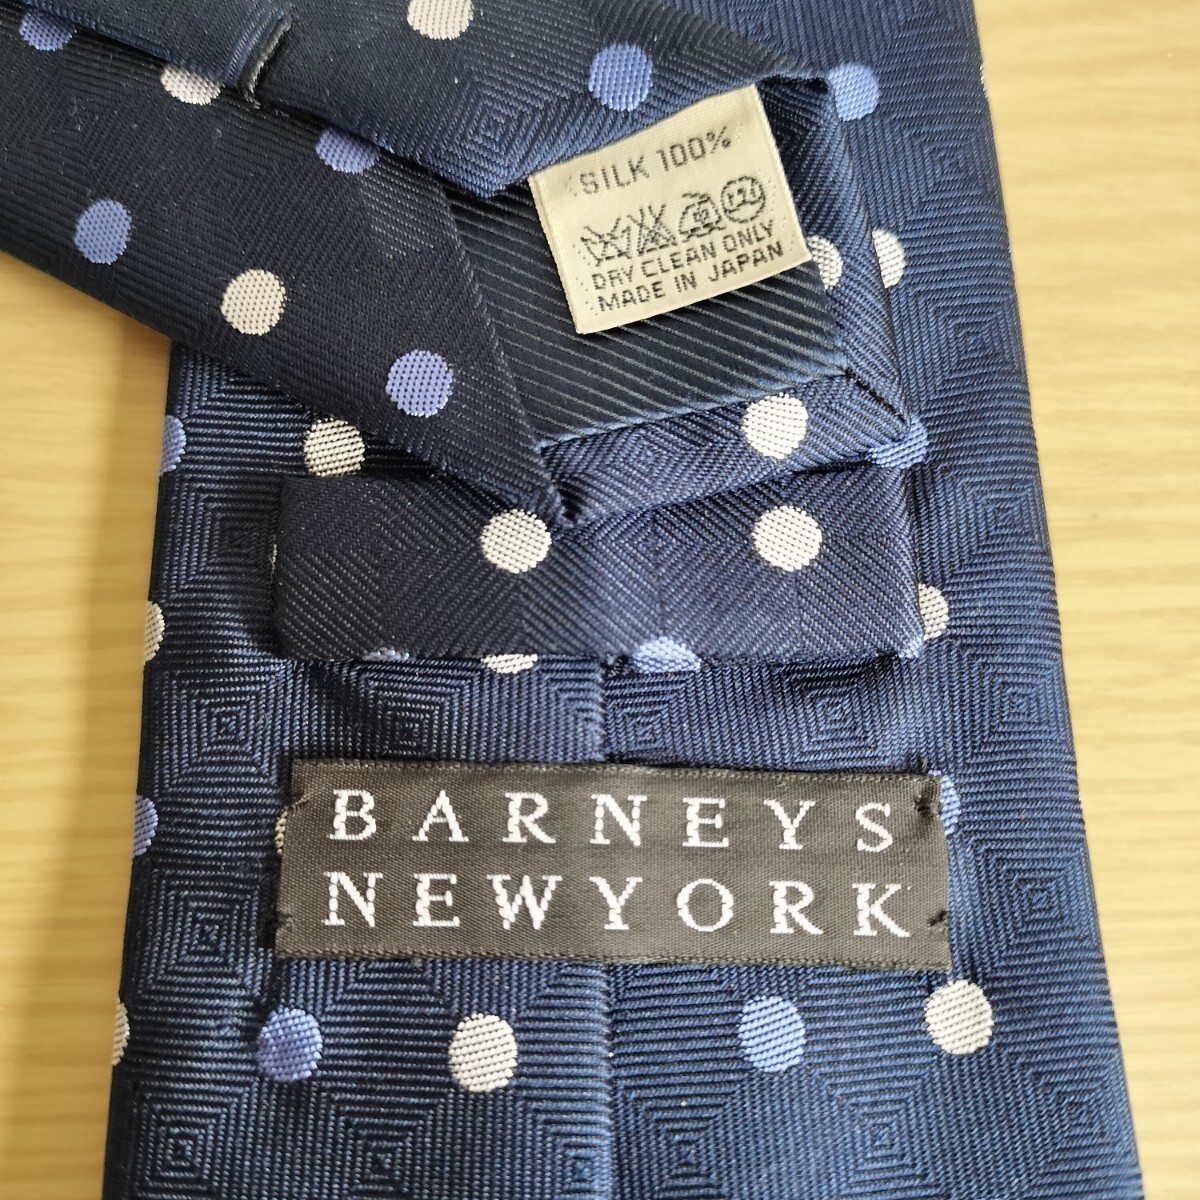 SILK 100%
DRY CLEAN ONLY
MADE IN JAPAN
BARNEYS
NEWYORK